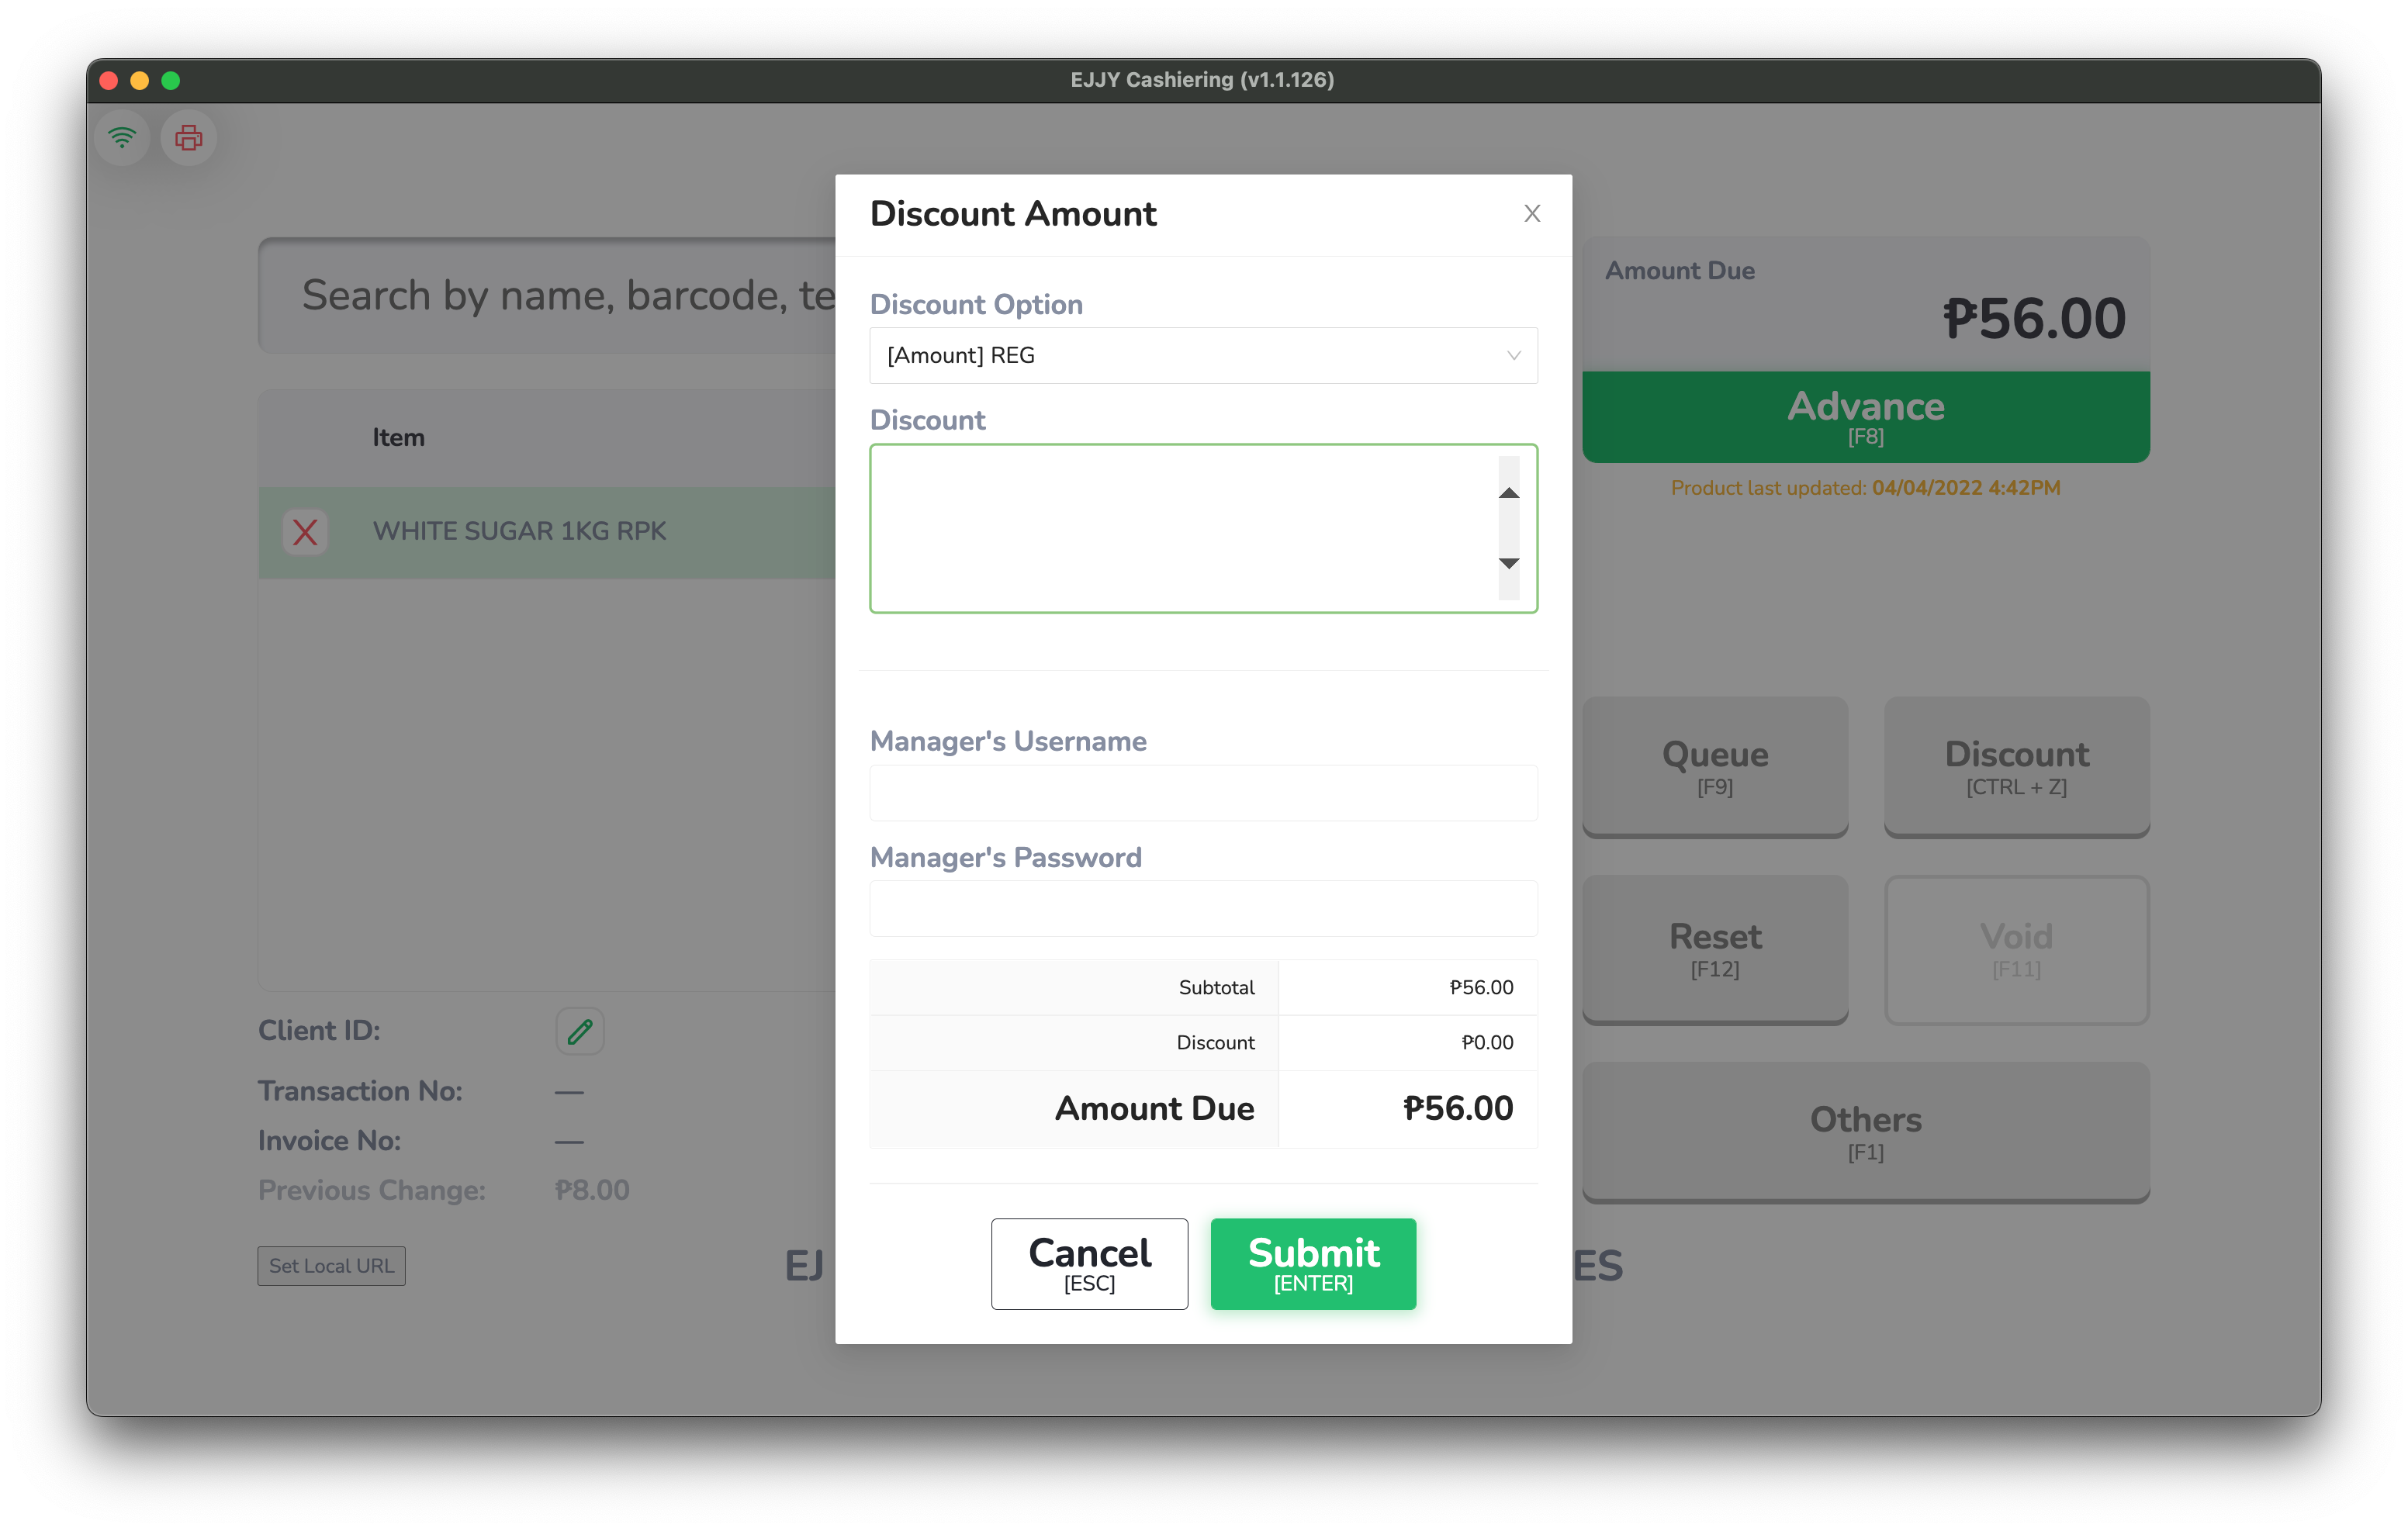 EJJY Cashiering (v1.1.126)
Search by name, barcode, te
Item
X
WHITE SUGAR 1KG RPK
Client ID:
Transaction No: —
Invoice No: —
Previous Change: ₱8.00
Set Local URL
EJ
ES
Discount Amount
X
Discount Option
[Amount] REG
Discount
Manager's Username
Manager's Password
Subtotal ₱56.00
Discount ₱0.00
Amount Due ₱56.00
Cancel
[ESC]
Submit
[ENTER]
Amount Due
₱56.00
Advance
[F8]
Product last updated: 04/04/2022 4:42PM
Queue
[F9]
Discount
[CTRL + Z]
Reset
[F12]
Void
[F11]
Others
[F1]